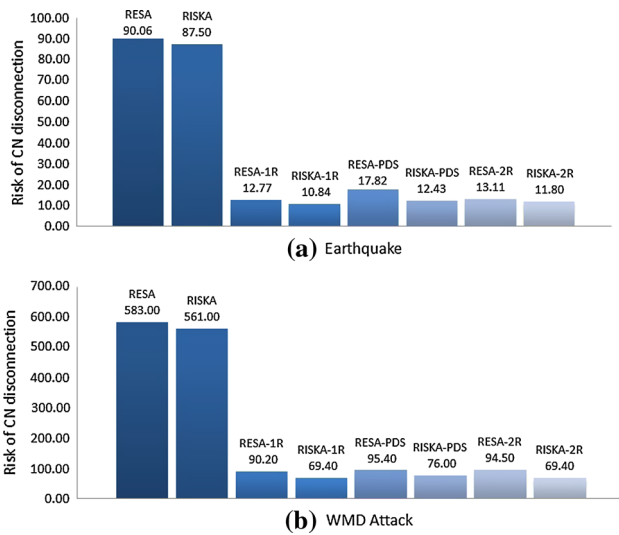 Risk of CN disconnection
100.00
90.00
80.00
70.00
60.00
50.00
40.00
30.00
20.00
10.00
0.00
RESA
90.06
RISKA
87.50
RESA-1R
12.77
RISKA-1R
10.84
RESA-PDS
17.82
RISKA-PDS
12.43
RESA-2R
13.11
RISKA-2R
11.80
(a) Earthquake
Risk of CN disconnection
700.00
600.00
500.00
400.00
300.00
200.00
100.00
0.00
RESA
583.00
RISKA
561.00
RESA-1R
90.20
RISKA-1R
69.40
RESA-PDS
95.40
RISKA-PDS
76.00
RESA-2R
94.50
RISKA-2R
69.40
(b) WMD Attack